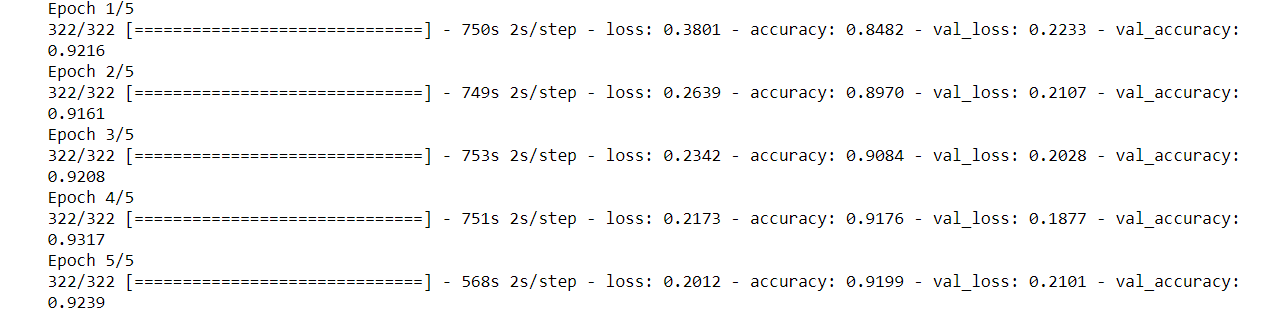 Epoch 1/5
322/322 [==============================] - 750s 2s/step - loss: 0.3801 - accuracy: 0.8482 - val_loss: 0.2233 - val_accuracy:
0.9216
Epoch 2/5
322/322 [==============================] - 749s 2s/step - loss: 0.2639 - accuracy: 0.8970 - val_loss: 0.2107 - val_accuracy:
0.9161
Epoch 3/5
322/322 [==============================] - 753s 2s/step - loss: 0.2342 - accuracy: 0.9084 - val_loss: 0.2028 - val_accuracy:
0.9208
Epoch 4/5
322/322 [==============================] - 751s 2s/step - loss: 0.2173 - accuracy: 0.9176 - val_loss: 0.1877 - val_accuracy:
0.9317
Epoch 5/5
322/322 [==============================] - 568s 2s/step - loss: 0.2012 - accuracy: 0.9199 - val_loss: 0.2101 - val_accuracy:
0.9239